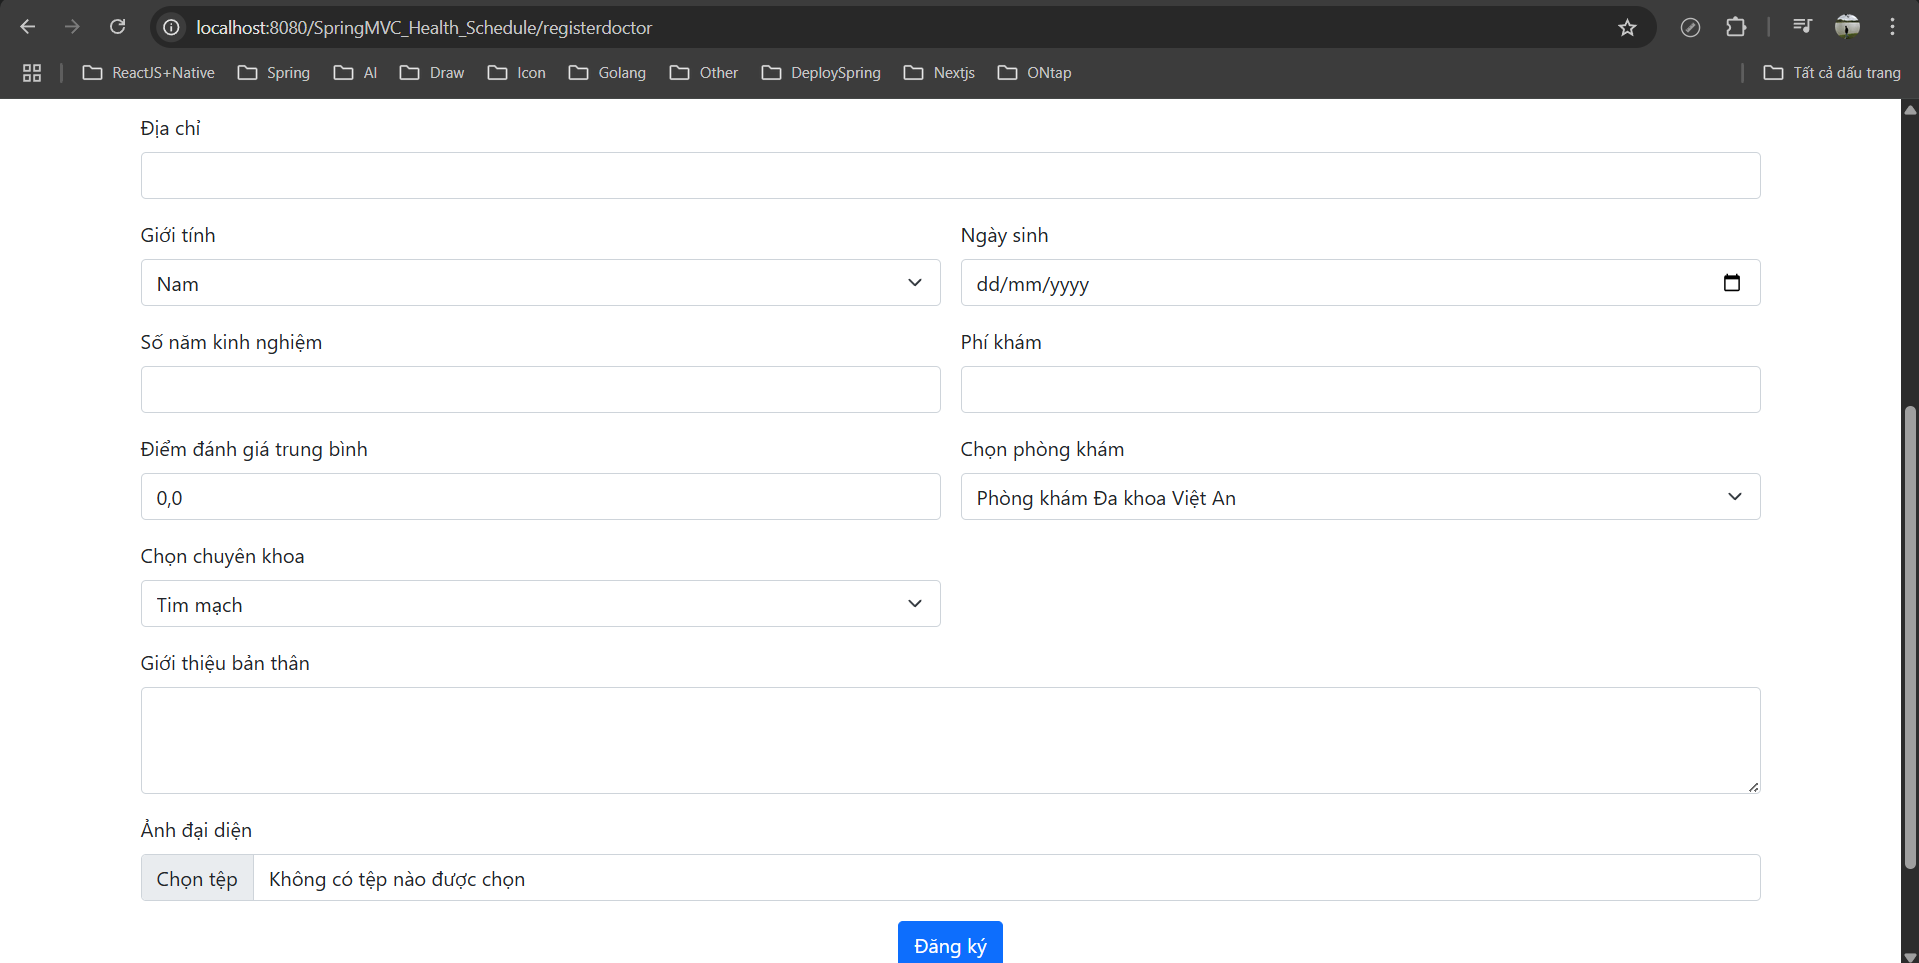 localhost:8080/SpringMVC_Health_Schedule/registerdoctor
ReactJS+Native Spring AI Draw Icon Golang Other DeploySpring Nextjs ONtap Tất cả dấu trang
Địa chỉ
Giới tính Ngày sinh
Nam dd/mm/yyyy
Số năm kinh nghiệm Phí khám
Điểm đánh giá trung bình Chọn phòng khám
0,0 Phòng khám Đa khoa Việt An
Chọn chuyên khoa
Tim mạch
Giới thiệu bản thân
Ảnh đại diện
Chọn tệp Không có tệp nào được chọn
Đăng ký